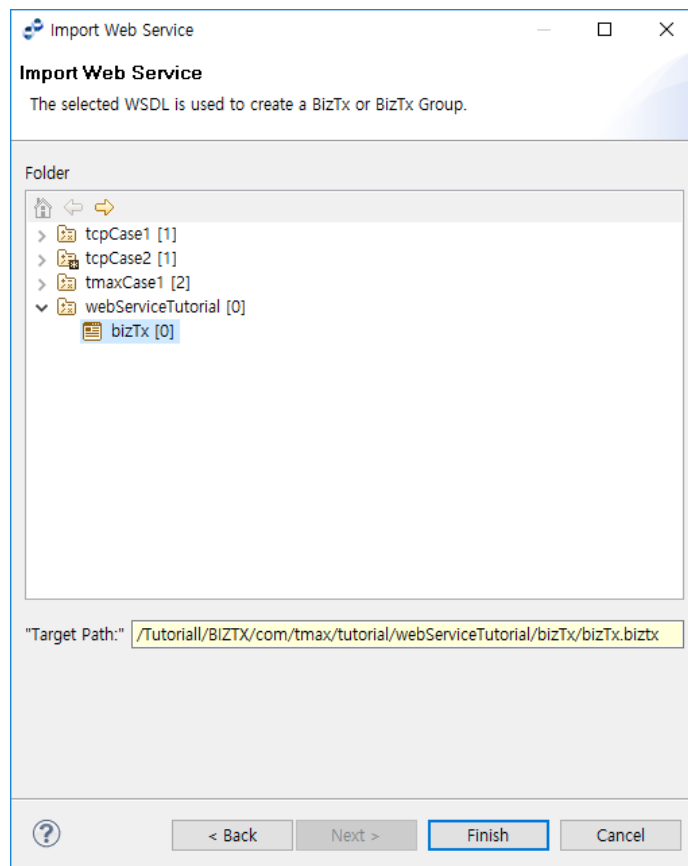 Import Web Service
Import Web Service
The selected WSDL is used to create a BizTx or BizTx Group.
Folder
tcpCase1 [1]
tcpCase2 [1]
tmaxCase1 [2]
webServiceTutorial [0]
bizTx [0]
"Target Path:" /Tutoriall/BIZTX/com/tmax/tutorial/webServiceTutorial/bizTx/bizTx.biztx
< Back Next > Finish Cancel